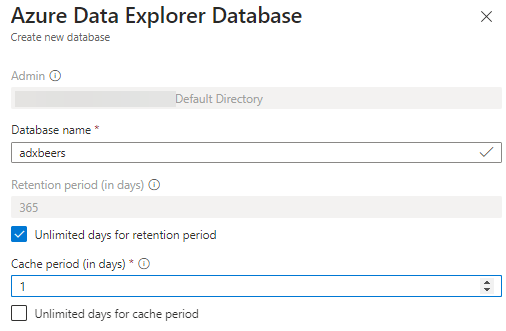 Azure Data Explorer Database
Create new database
Admin
Default Directory
Database name *
adxbeers
Retention period (in days)
365
Unlimited days for retention period
Cache period (in days) *
1
Unlimited days for cache period